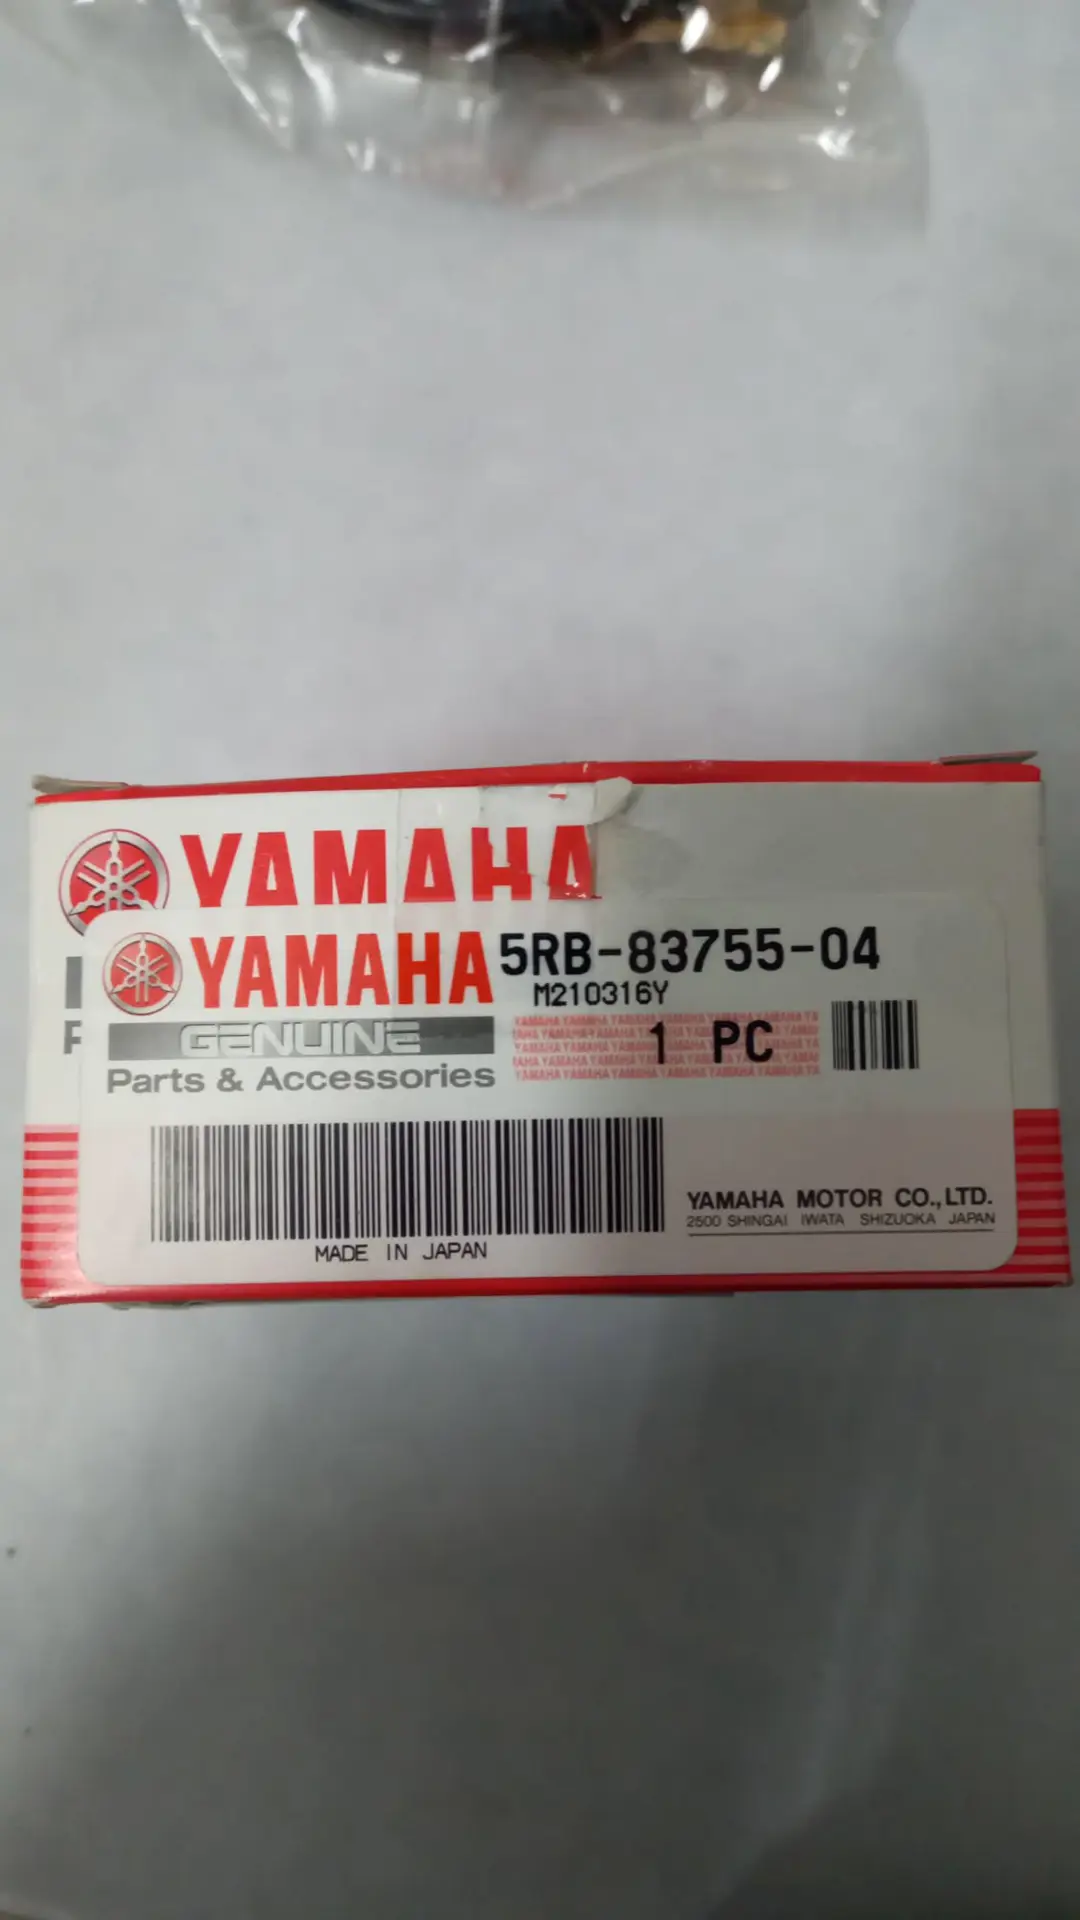 YAMAHA
YAMAHA 5RB-83755-04
M210316Y
GENUINE
1 PC
Parts & Accessories
YAMAHA MOTOR CO.,LTD.
2500 SHINGAI IWATA SHIZUOKA JAPAN
MADE IN JAPAN